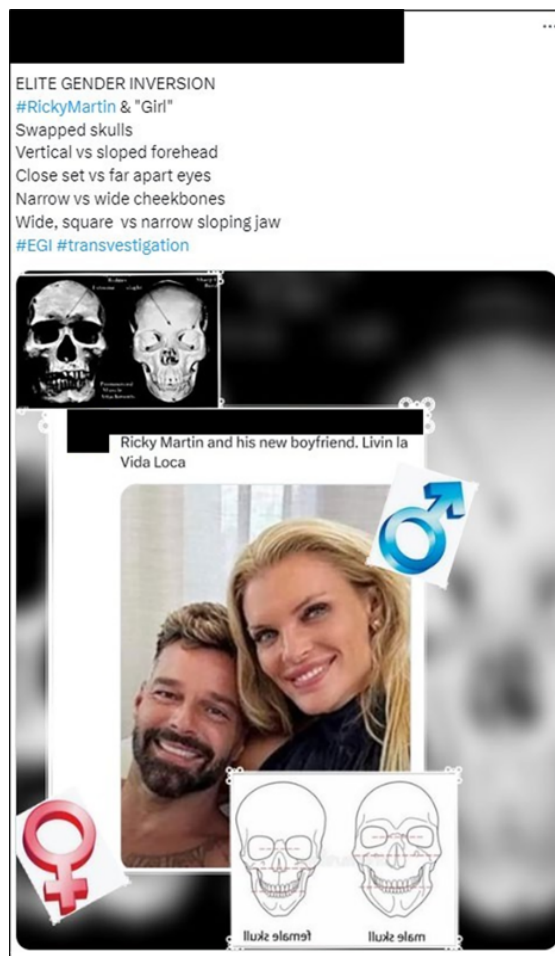 ELITE GENDER INVERSION
#RickyMartin & "Girl"
Swapped skulls
Vertical vs sloped forehead
Close set vs far apart eyes
Narrow vs wide cheekbones
Wide, square vs narrow sloping jaw
#EGI #transvestigation
Ricky Martin and his new boyfriend. Livin la
Vida Loca
female skull male skull